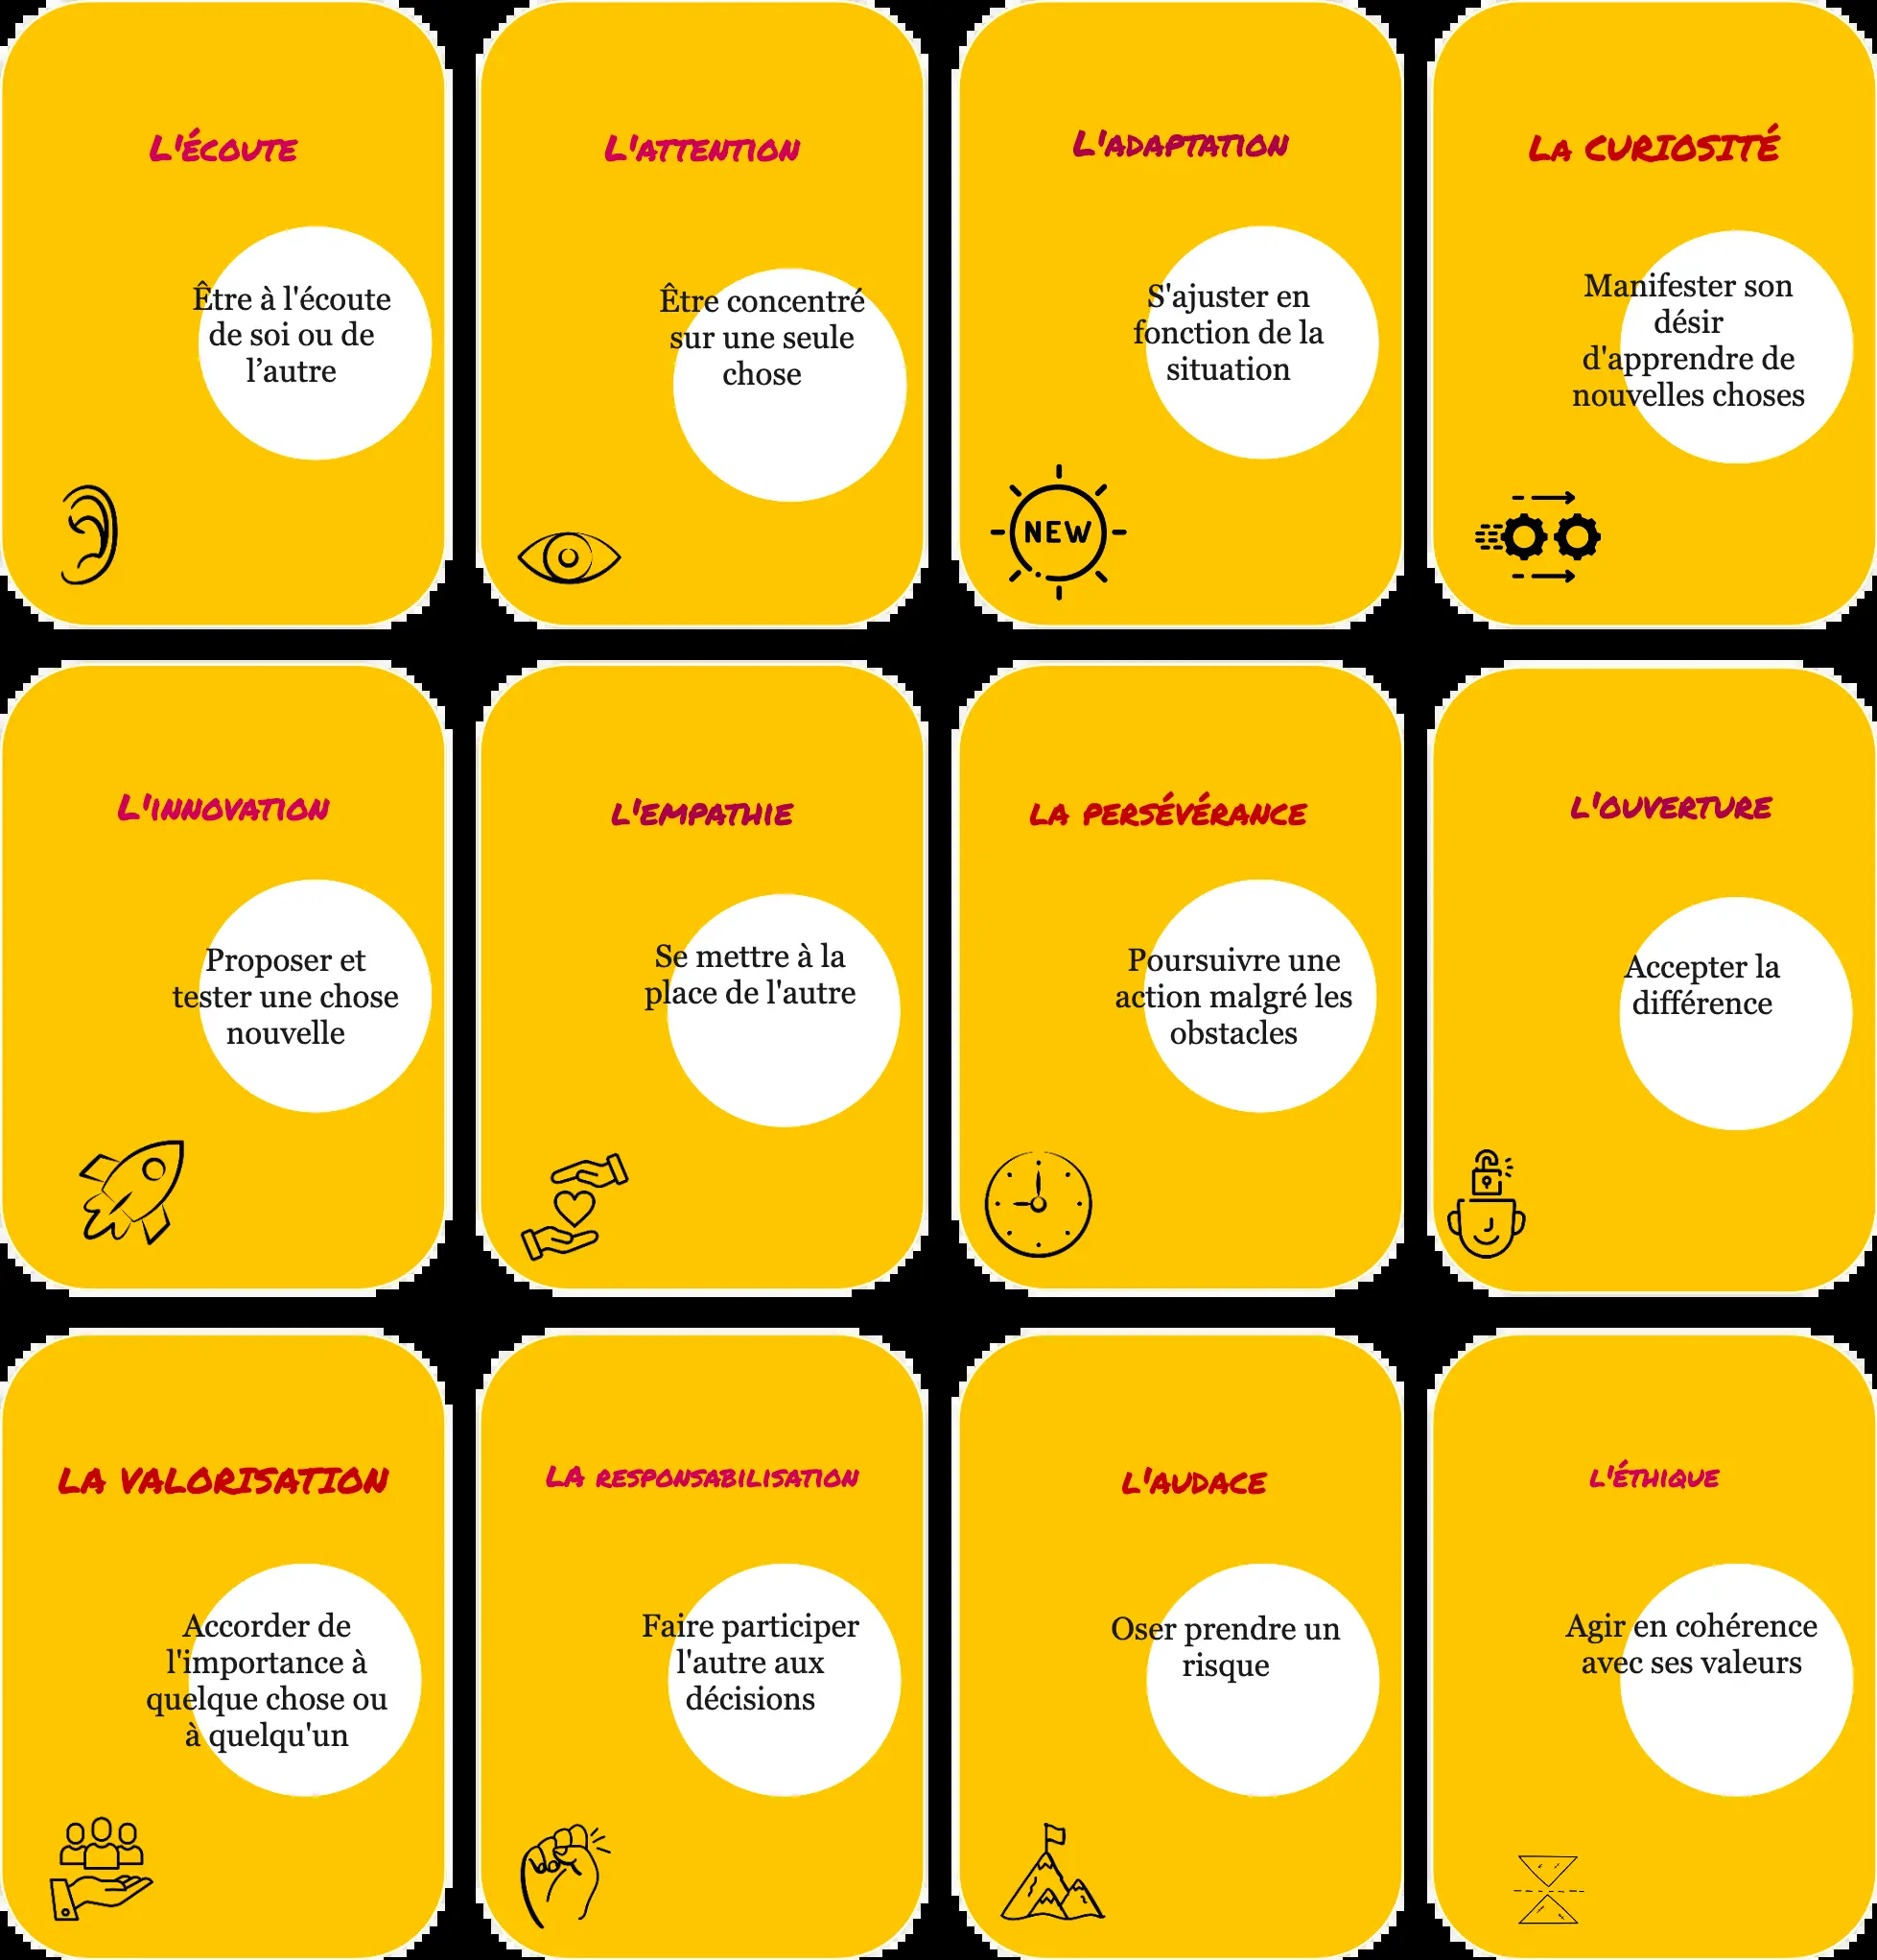 L'écoute
Être à l'écoute
de soi ou de
l’autre
L'attention
Être concentré
sur une seule
chose
L'adaptation
S'ajuster en
fonction de la
situation
NEW
La curiosité
Manifester son
désir
d'apprendre de
nouvelles choses
L'innovation
Proposer et
tester une chose
nouvelle
L'empathie
Se mettre à la
place de l'autre
La persévérance
Poursuivre une
action malgré les
obstacles
L'ouverture
Accepter la
différence
La valorisation
Accorder de
l'importance à
quelque chose ou
à quelqu'un
La responsabilisation
Faire participer
l'autre aux
décisions
L'audace
Oser prendre un
risque
L'éthique
Agir en cohérence
avec ses valeurs